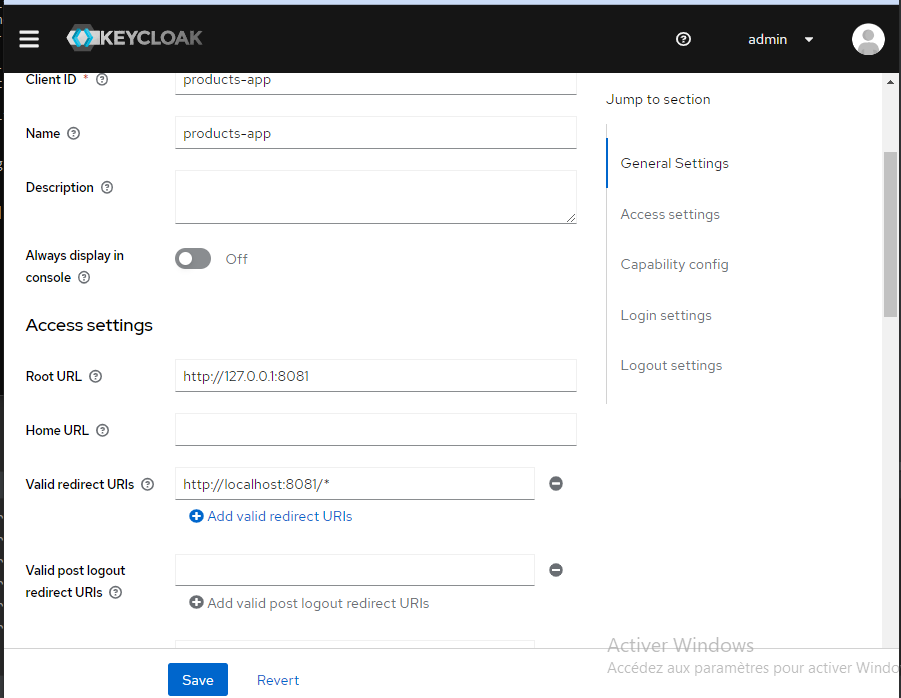 KEYCLOAK
admin
Client ID *
products-app
Jump to section
Name
products-app
General Settings
Description
Access settings
Always display in
console
Off
Capability config
Access settings
Login settings
Root URL
http://127.0.0.1:8081
Logout settings
Home URL
Valid redirect URIs
http://localhost:8081/*
Add valid redirect URIs
Valid post logout
redirect URIs
Add valid post logout redirect URIs
Activer Windows
Accédez aux paramètres pour activer Windo
Save
Revert